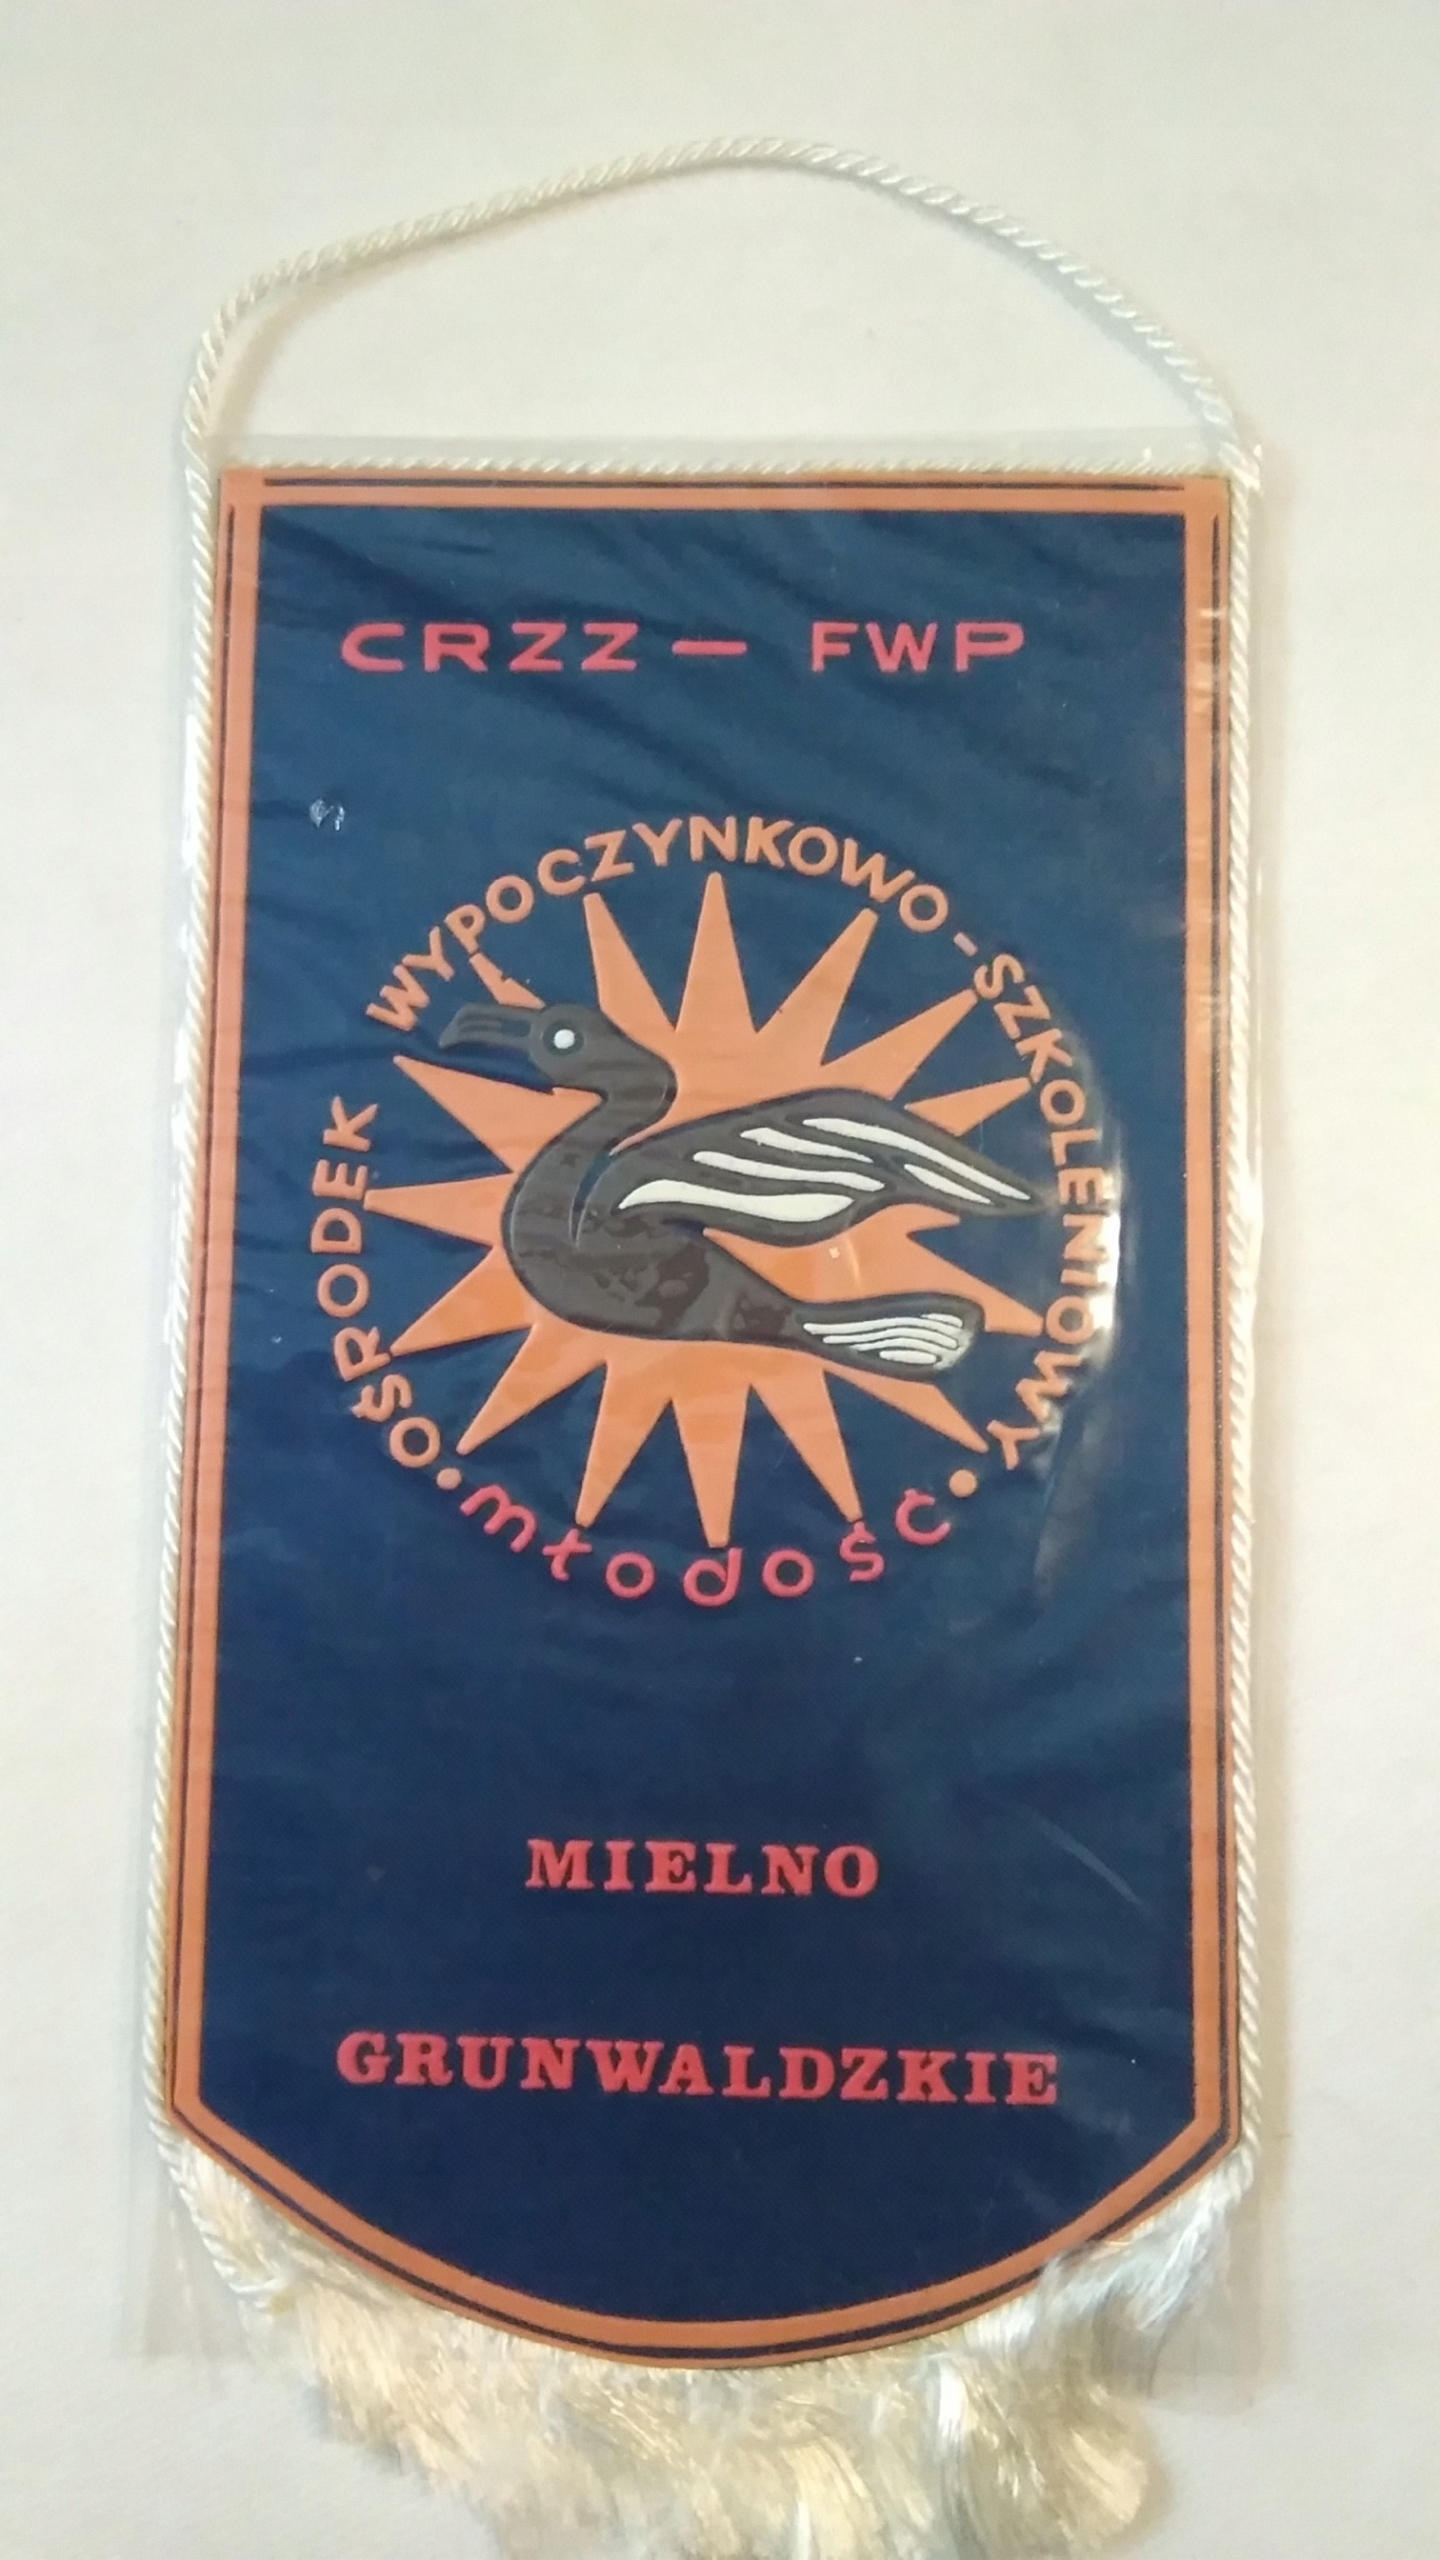 CRZZ — FWP
OŚRODEK WYPOCZYNKOWO-SZKOLENIOWY
• młodość •
MIELNO
GRUNWALDZKIE